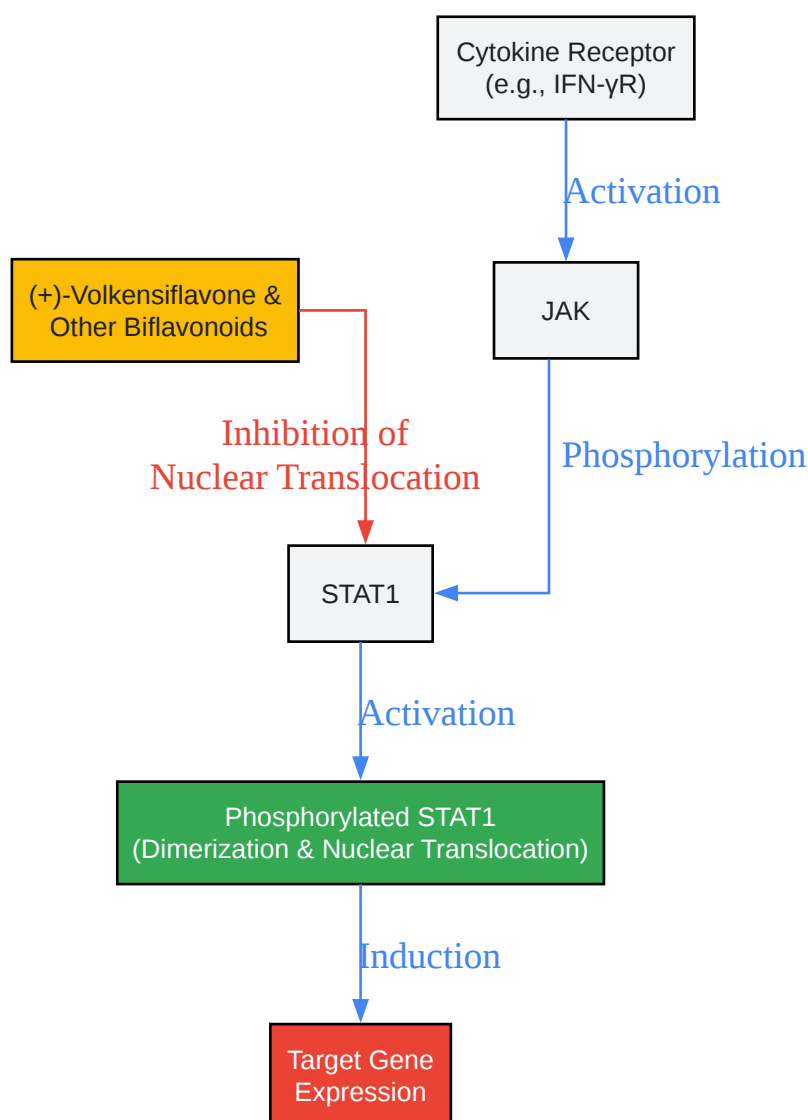 Cytokine Receptor
(e.g., IFN-γR)
Activation
(+)-Volkensiflavone &
Other Biflavonoids
JAK
Inhibition of
Nuclear Translocation
Phosphorylation
STAT1
Activation
Phosphorylated STAT1
(Dimerization & Nuclear Translocation)
Induction
Target Gene
Expression